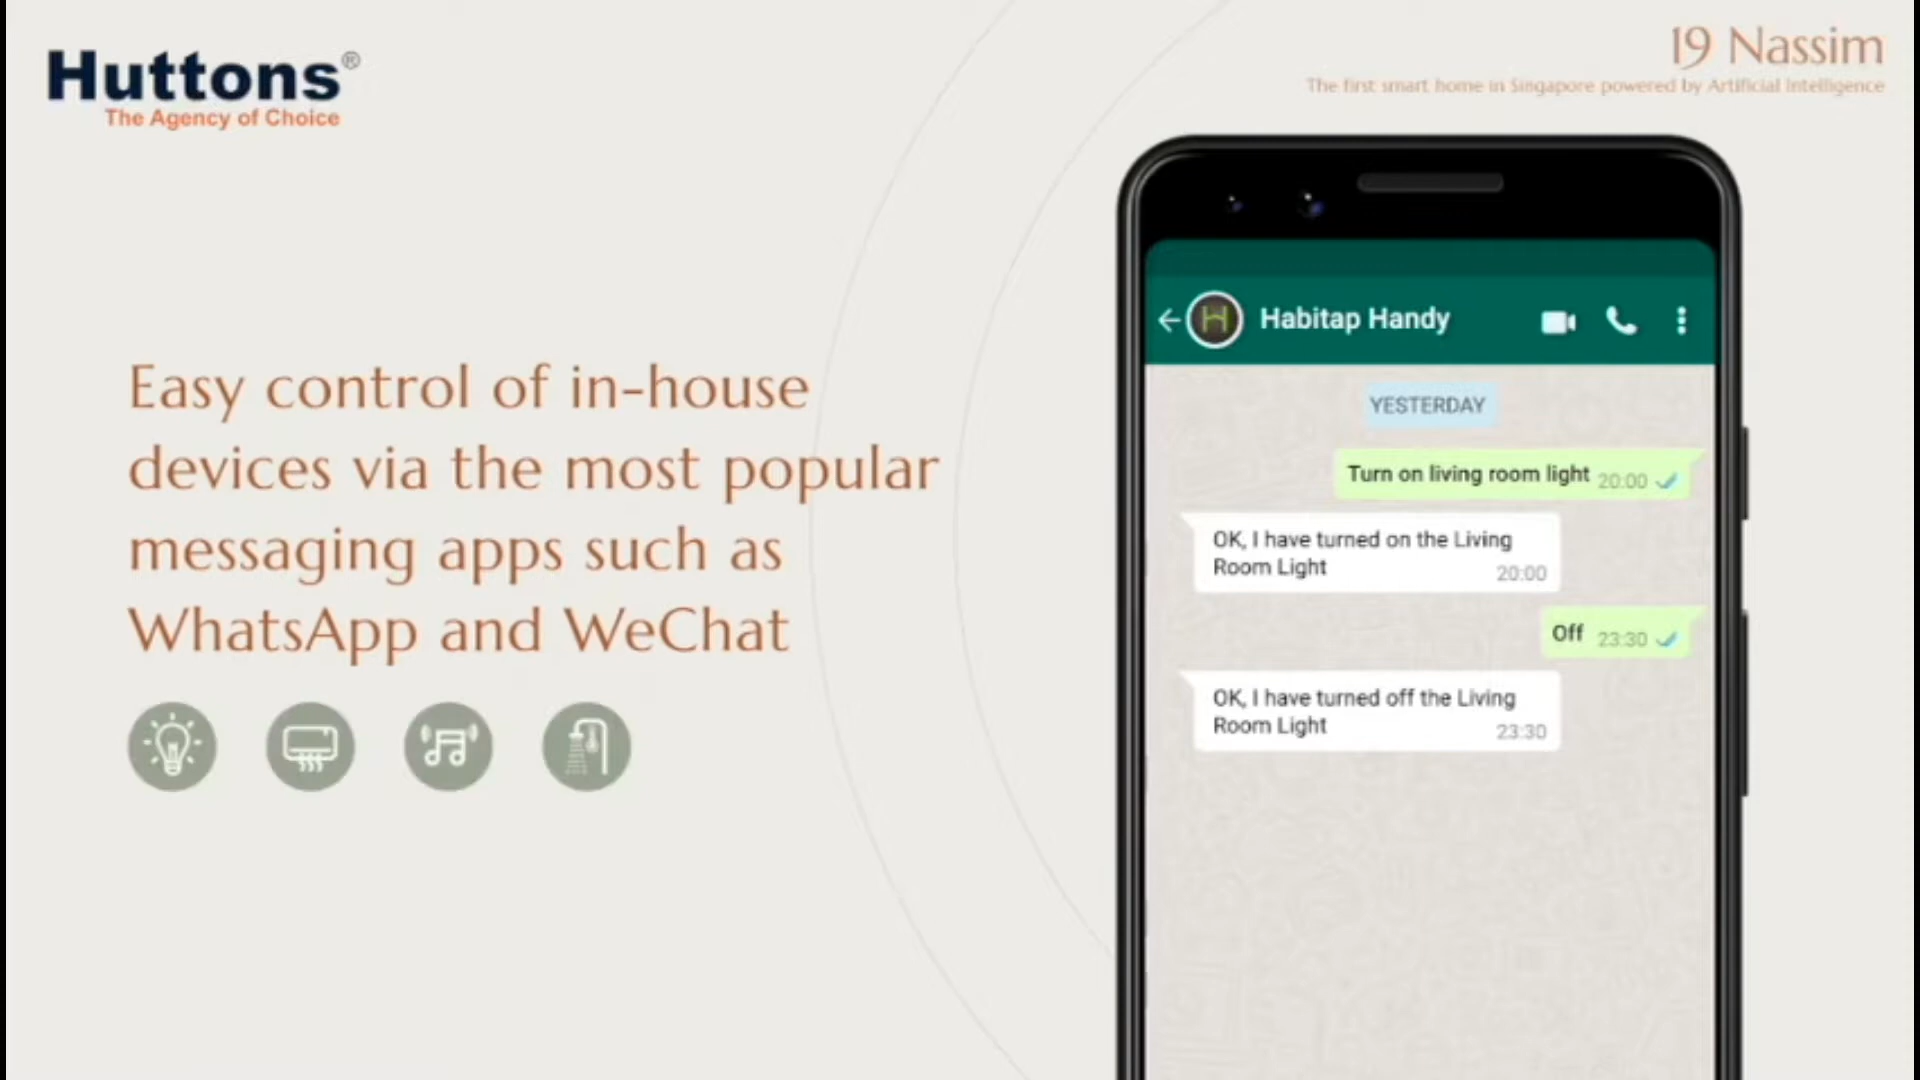 Huttons®
The Agency of Choice
19 Nassim
The first smart home in Singapore powered by Artificial Intelligence
Easy control of in-house
devices via the most popular
messaging apps such as
WhatsApp and WeChat
H
Habitap Handy
YESTERDAY
Turn on living room light 20:00
OK, I have turned on the Living
Room Light 20:00
Off 23:30
OK, I have turned off the Living
Room Light 23:30